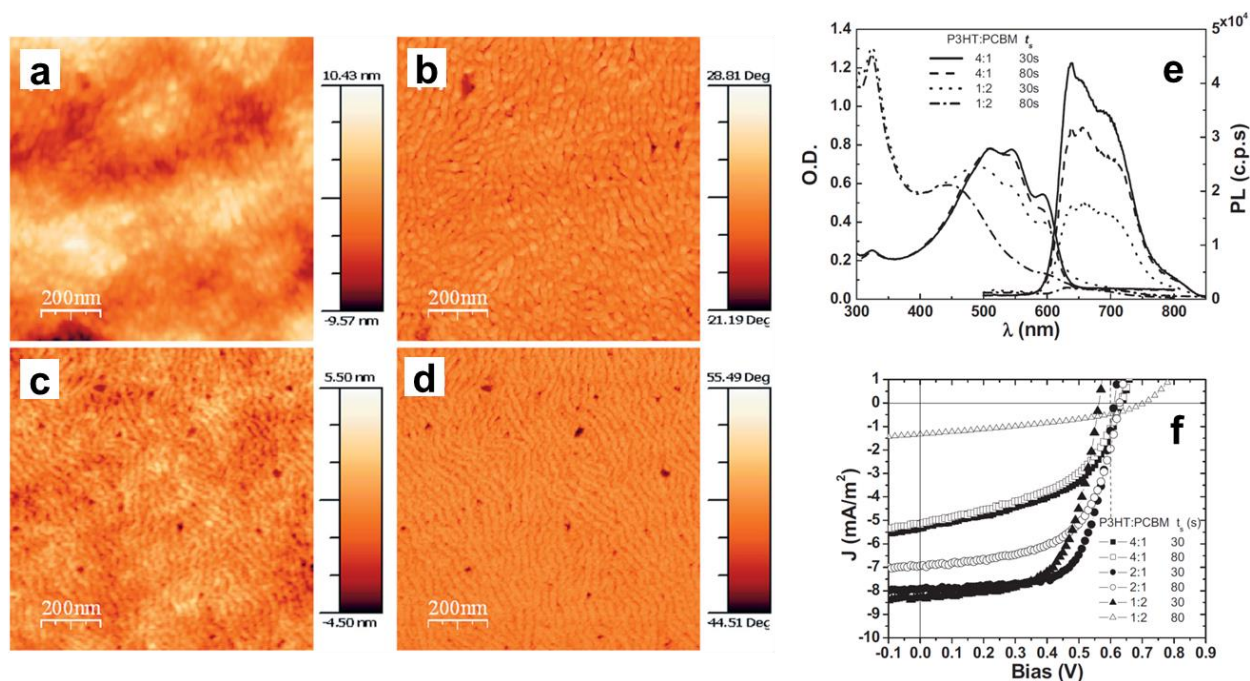 a
10.43 nm
-9.57 nm
200nm
b
28.81 Deg
21.19 Deg
200nm
c
5.50 nm
-4.50 nm
200nm
d
55.49 Deg
44.51 Deg
200nm
e
P3HT:PCBM ts
4:1 30s
4:1 80s
1:2 30s
1:2 80s
1.4
1.2
1.0
0.8
0.6
0.4
0.2
0.0
O.D.
300 400 500 600 700 800
λ (nm)
5x10⁴
4
3
2
1
0
PL (c.p.s)
f
1
0
-1
-2
-3
-4
-5
-6
-7
-8
-9
-10
J (mA/m²)
P3HT:PCBM ts (s)
4:1 30
4:1 80
2:1 30
2:1 80
1:2 30
1:2 80
-0.1 0.0 0.1 0.2 0.3 0.4 0.5 0.6 0.7 0.8 0.9
Bias (V)